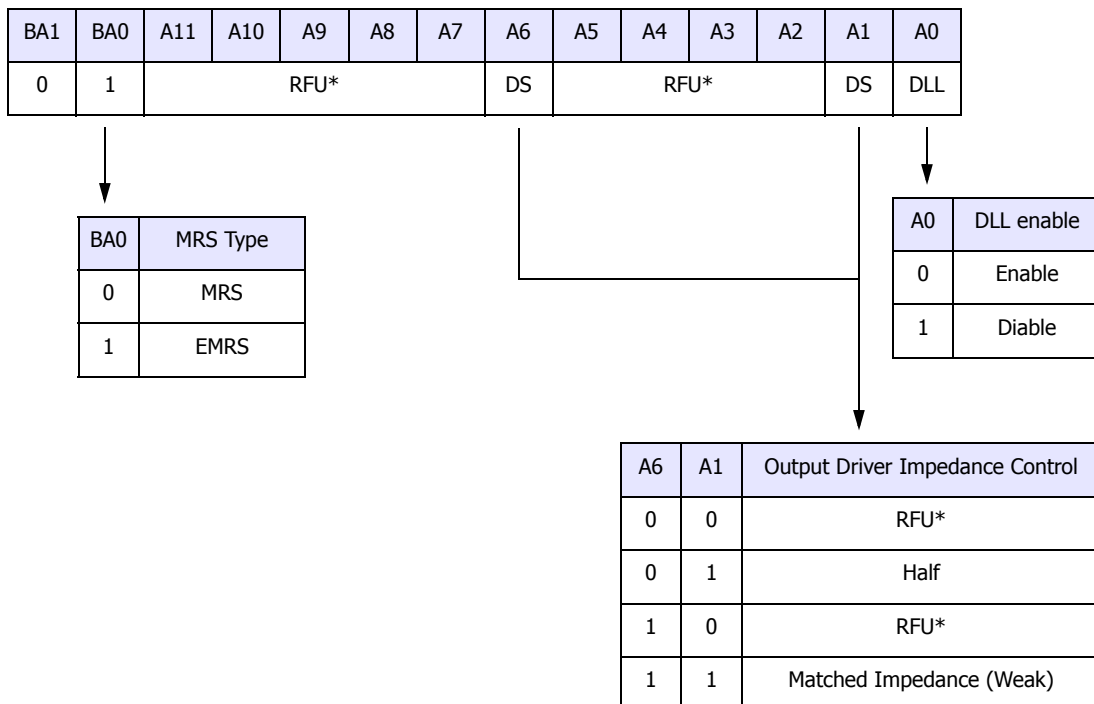 BA1 BA0 A11 A10 A9 A8 A7 A6 A5 A4 A3 A2 A1 A0
0 1 RFU* DS RFU* DS DLL
BA0 MRS Type
0 MRS
1 EMRS
A0 DLL enable
0 Enable
1 Diable
A6 A1 Output Driver Impedance Control
0 0 RFU*
0 1 Half
1 0 RFU*
1 1 Matched Impedance (Weak)